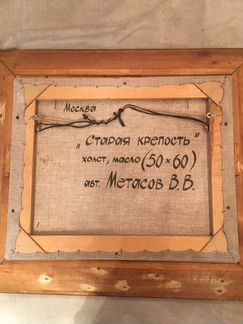 Москва
„Старая крепость"
холст, масло (50×60)
авт. Метасов В.В.